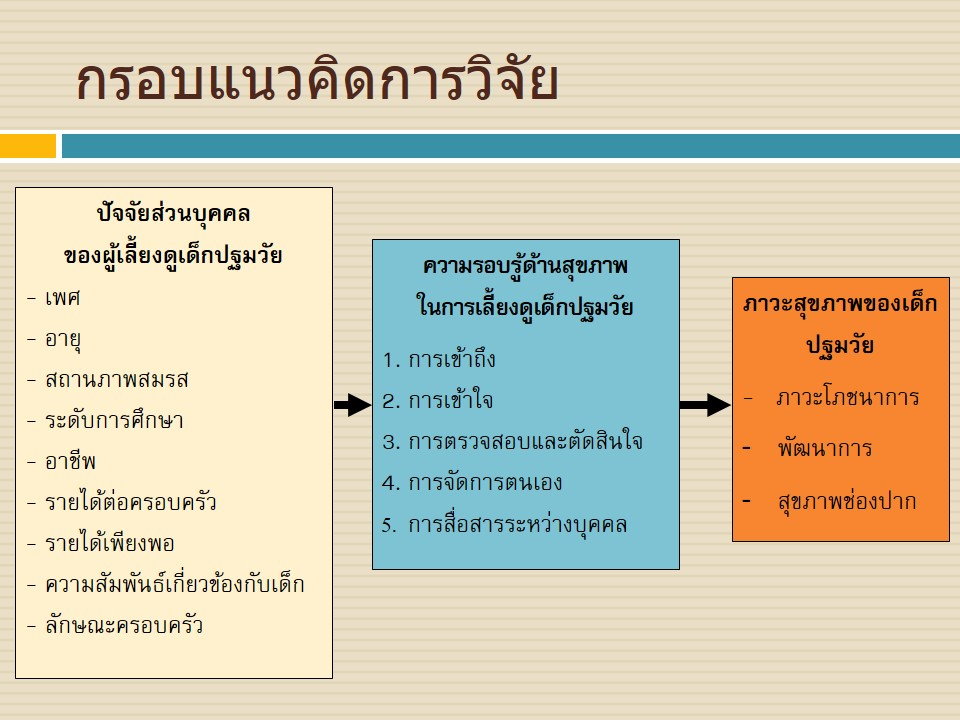 กรอบแนวคิดการวิจัย
ปัจจัยส่วนบุคคล
ของผู้เลี้ยงดูเด็กปฐมวัย
- เพศ
- อายุ
- สถานภาพสมรส
- ระดับการศึกษา
- อาชีพ
- รายได้ต่อครอบครัว
- รายได้เพียงพอ
- ความสัมพันธ์เกี่ยวข้องกับเด็ก
- ลักษณะครอบครัว
ความรอบรู้ด้านสุขภาพ
ในการเลี้ยงดูเด็กปฐมวัย
1. การเข้าถึง
2. การเข้าใจ
3. การตรวจสอบและตัดสินใจ
4. การจัดการตนเอง
5. การสื่อสารระหว่างบุคคล
ภาวะสุขภาพของเด็ก
ปฐมวัย
- ภาวะโภชนาการ
- พัฒนาการ
- สุขภาพช่องปาก